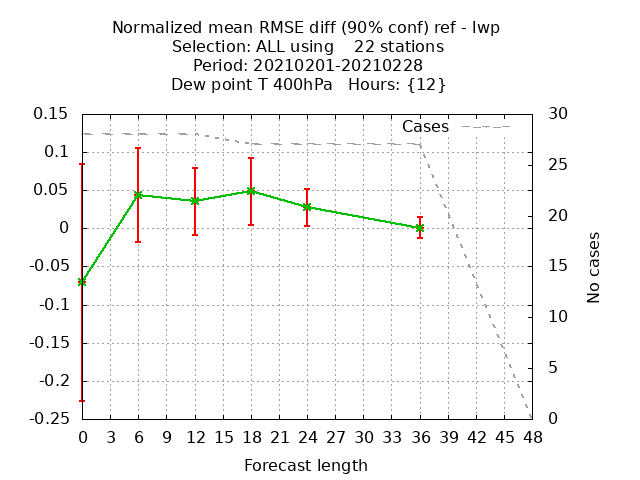 Normalized mean RMSE diff (90% conf) ref - lwp
Selection: ALL using    22 stations
Period: 20210201-20210228
Dew point T 400hPa   Hours: {12}
Cases
0.15
0.1
0.05
0
-0.05
-0.1
-0.15
-0.2
-0.25
30
25
20
15
10
5
0
No cases
0 3 6 9 12 15 18 21 24 27 30 33 36 39 42 45 48
Forecast length